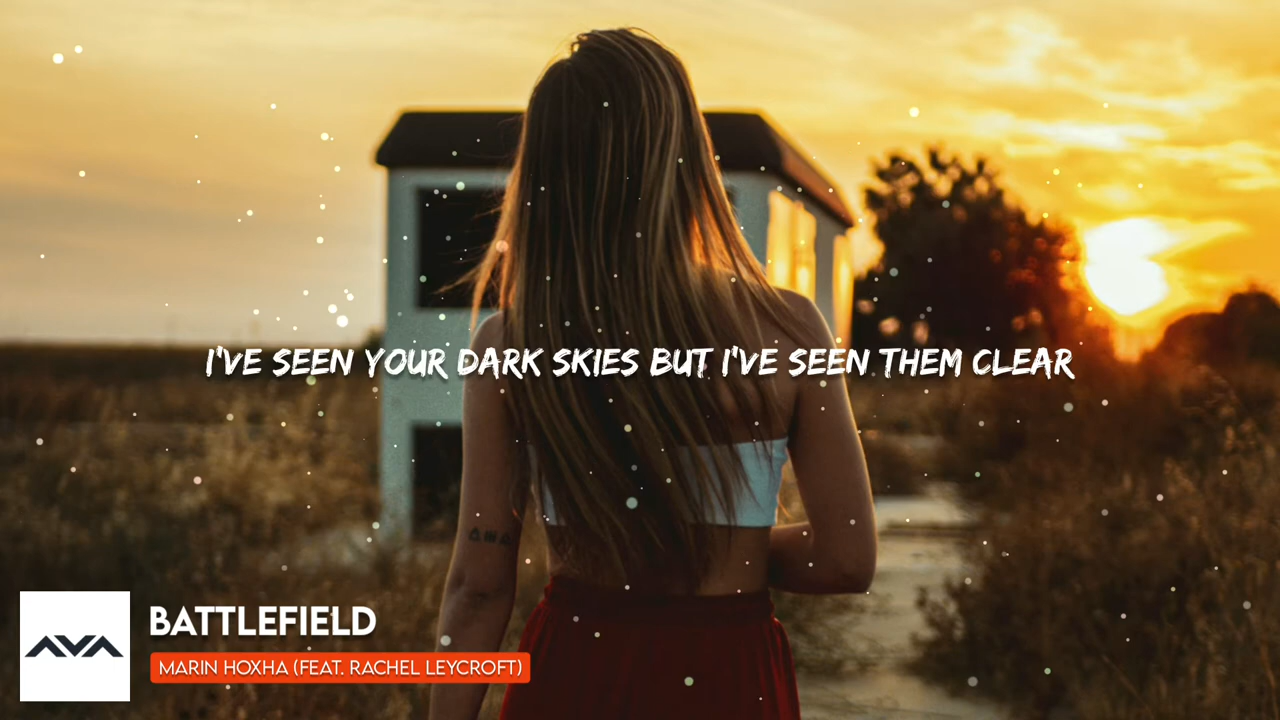 I'VE SEEN YOUR DARK SKIES BUT I'VE SEEN THEM CLEAR
AVA
BATTLEFIELD
MARIN HOXHA (FEAT. RACHEL LEYCROFT)